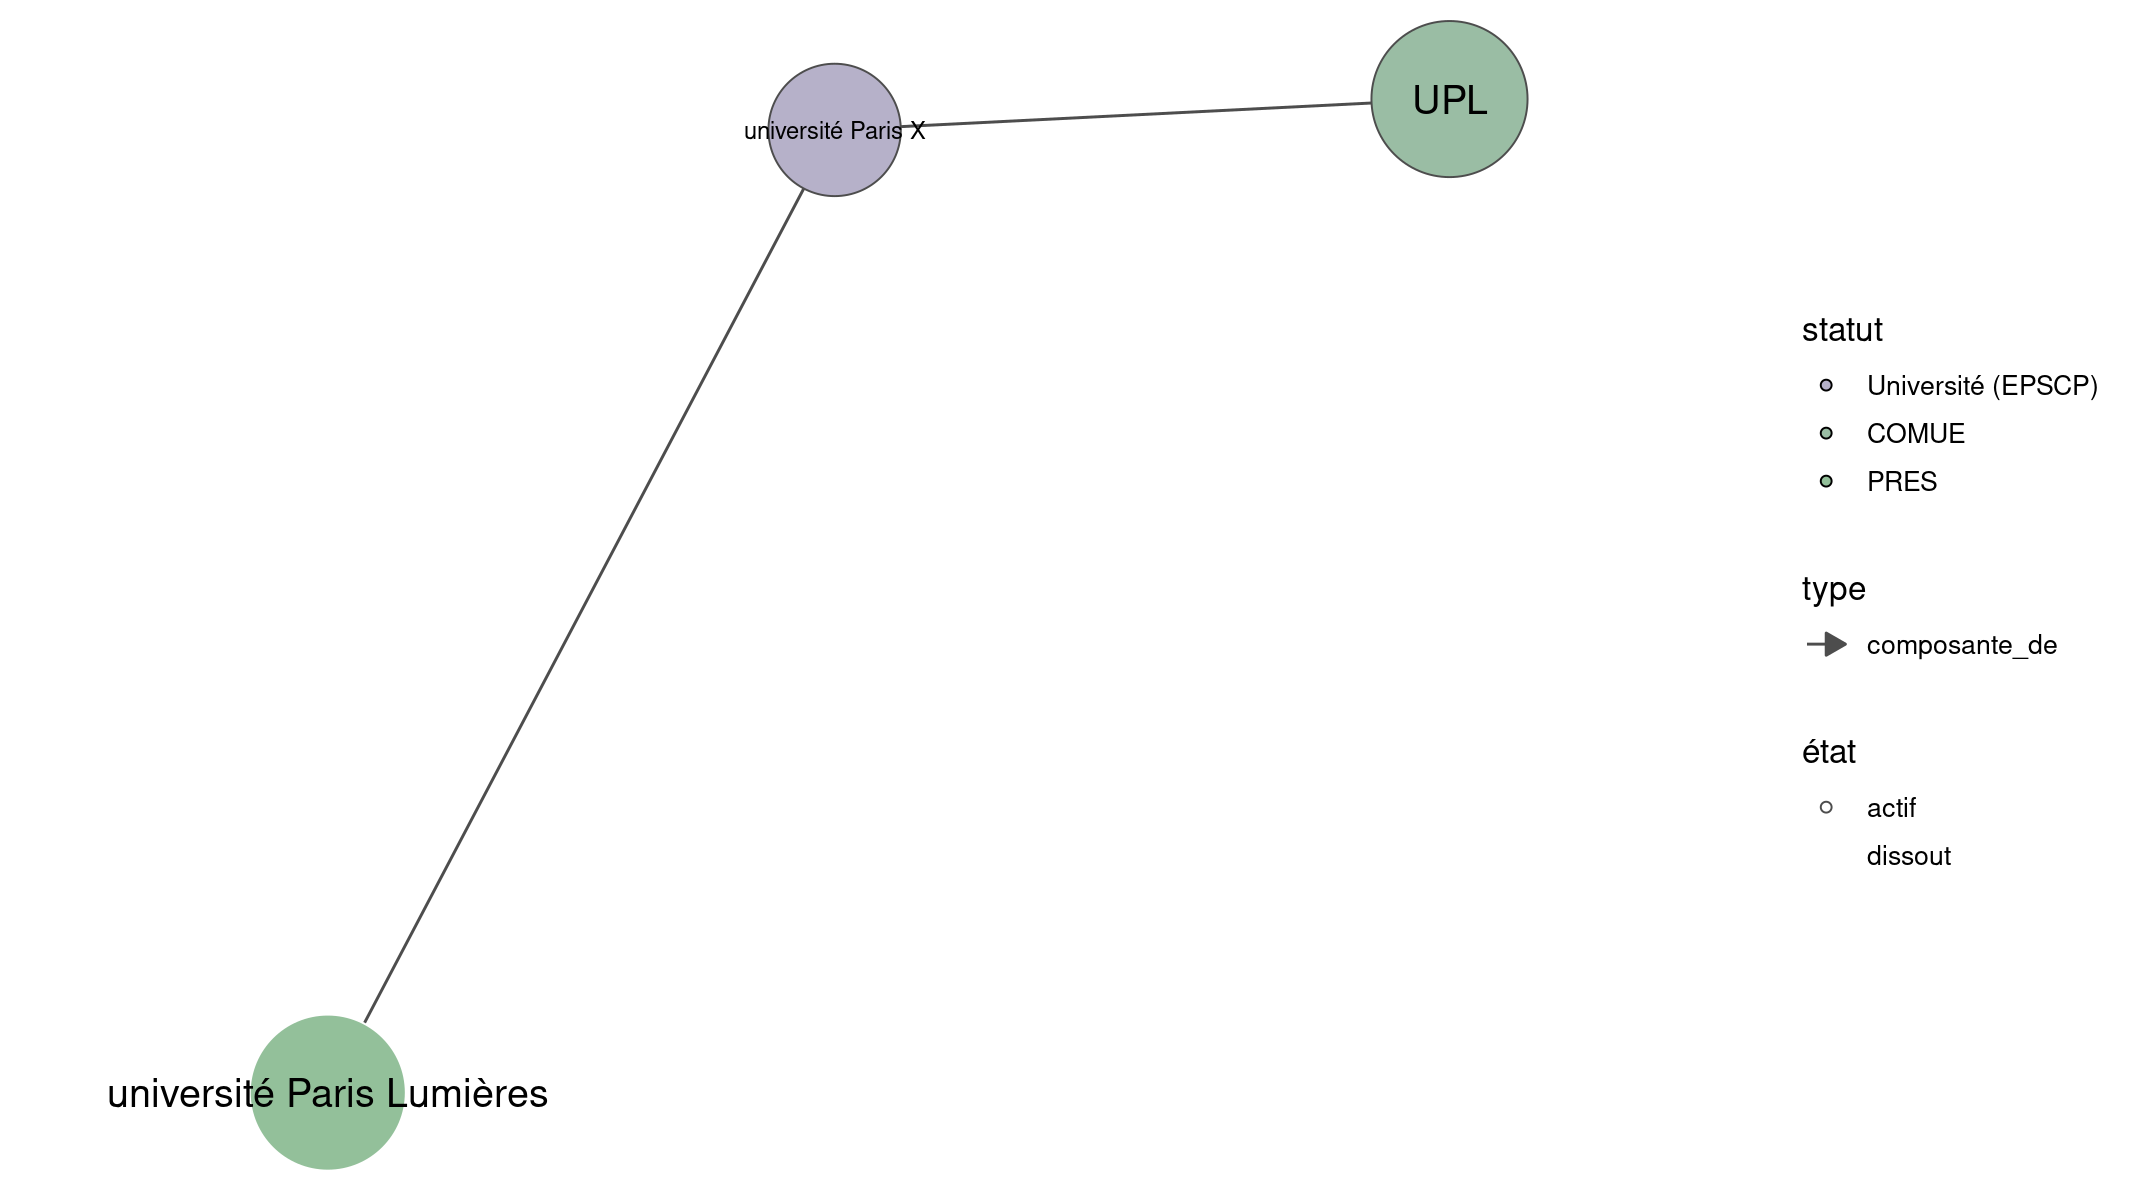 UPL
université Paris X
université Paris Lumières
statut
Université (EPSCP)
COMUE
PRES
type
composante_de
état
actif
dissout